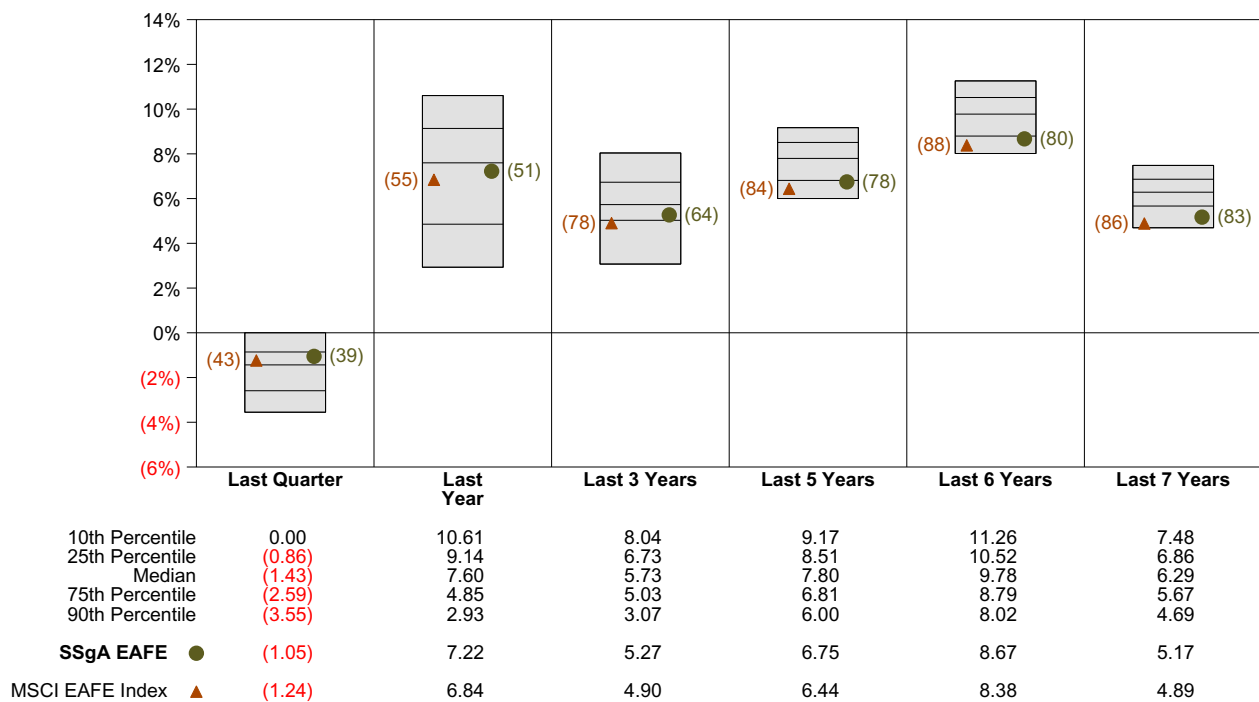 14%
12%
10%
8%
6%
4%
2%
0%
(2%)
(4%)
(6%)
(43) (39)
(55) (51)
(78) (64)
(84) (78)
(88) (80)
(86) (83)
Last Quarter Last Year Last 3 Years Last 5 Years Last 6 Years Last 7 Years
10th Percentile 0.00 10.61 8.04 9.17 11.26 7.48
25th Percentile (0.86) 9.14 6.73 8.51 10.52 6.86
Median (1.43) 7.60 5.73 7.80 9.78 6.29
75th Percentile (2.59) 4.85 5.03 6.81 8.79 5.67
90th Percentile (3.55) 2.93 3.07 6.00 8.02 4.69
SSgA EAFE (1.05) 7.22 5.27 6.75 8.67 5.17
MSCI EAFE Index (1.24) 6.84 4.90 6.44 8.38 4.89